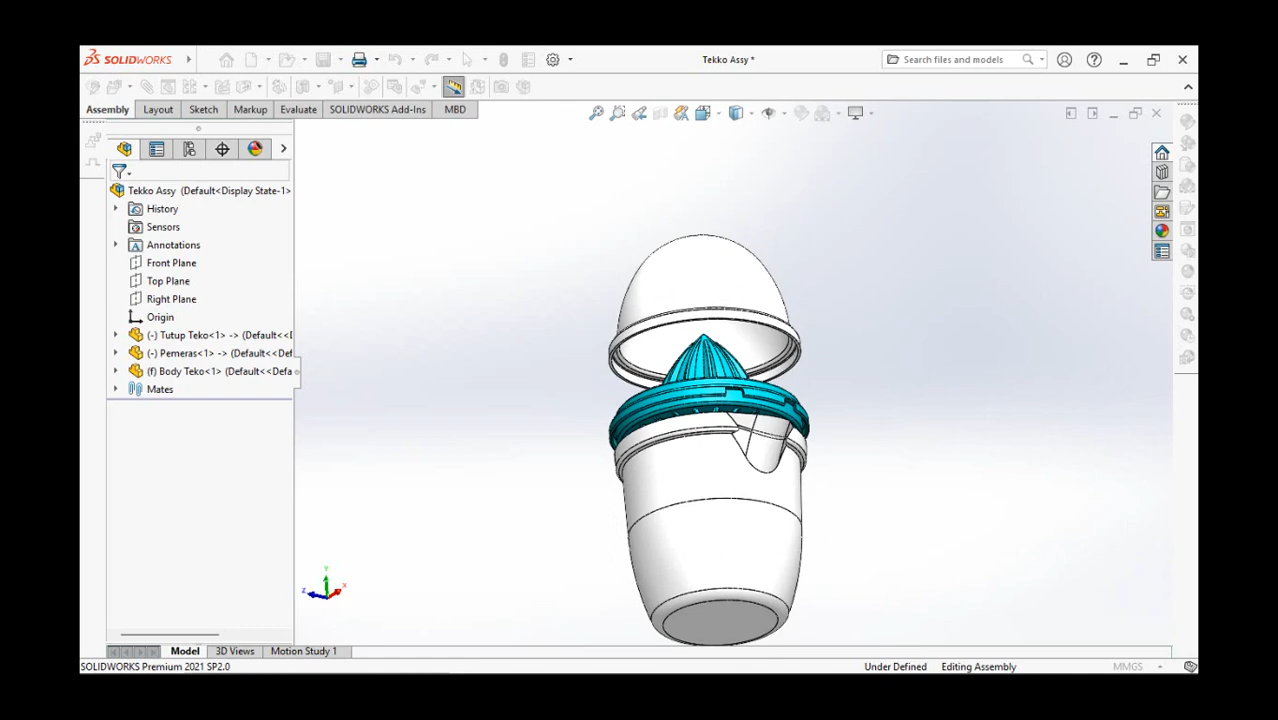 SOLIDWORKS
Tekko Assy *
Search files and models
Assembly
Layout
Sketch
Markup
Evaluate
SOLIDWORKS Add-Ins
MBD
Tekko Assy (Default<Display State-1>
History
Sensors
A
Annotations
Front Plane
Top Plane
Right Plane
Origin
(-) Tutup Teko<1> -> (Default<<D
(-) Pemeras<1> -> (Default<<Def
(f) Body Teko<1> (Default<<Defa
Mates
Y
Z
X
Model
3D Views
Motion Study 1
SOLIDWORKS Premium 2021 SP2.0
Under Defined
Editing Assembly
MMGS